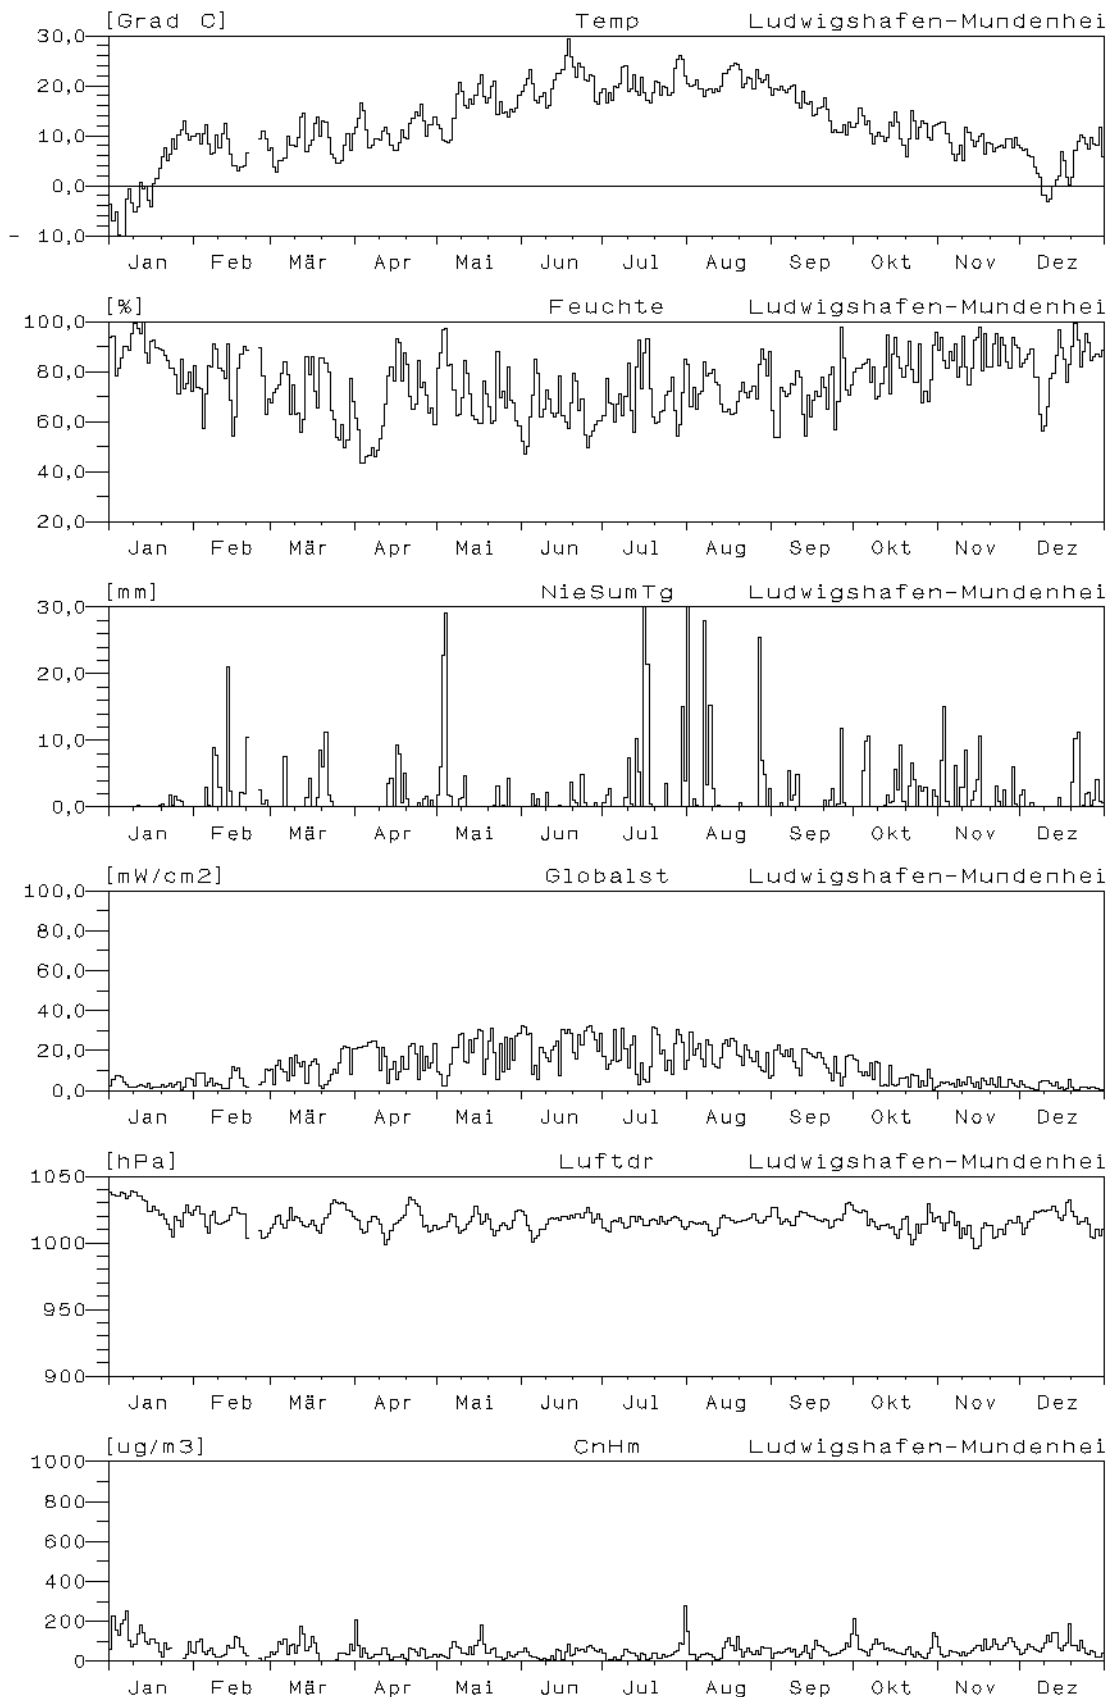 [Grad C] Temp Ludwigshafen-Mundenhei
30,0
20,0
10,0
0,0
- 10,0
Jan Feb Mär Apr Mai Jun Jul Aug Sep Okt Nov Dez
[%] Feuchte Ludwigshafen-Mundenhei
100,0
80,0
60,0
40,0
20,0
Jan Feb Mär Apr Mai Jun Jul Aug Sep Okt Nov Dez
[mm] NieSumTg Ludwigshafen-Mundenhei
30,0
20,0
10,0
0,0
Jan Feb Mär Apr Mai Jun Jul Aug Sep Okt Nov Dez
[mW/cm2] Globalst Ludwigshafen-Mundenhei
100,0
80,0
60,0
40,0
20,0
0,0
Jan Feb Mär Apr Mai Jun Jul Aug Sep Okt Nov Dez
[hPa] Luftdr Ludwigshafen-Mundenhei
1050
1000
950
900
Jan Feb Mär Apr Mai Jun Jul Aug Sep Okt Nov Dez
[ug/m3] CnHm Ludwigshafen-Mundenhei
1000
800
600
400
200
0
Jan Feb Mär Apr Mai Jun Jul Aug Sep Okt Nov Dez